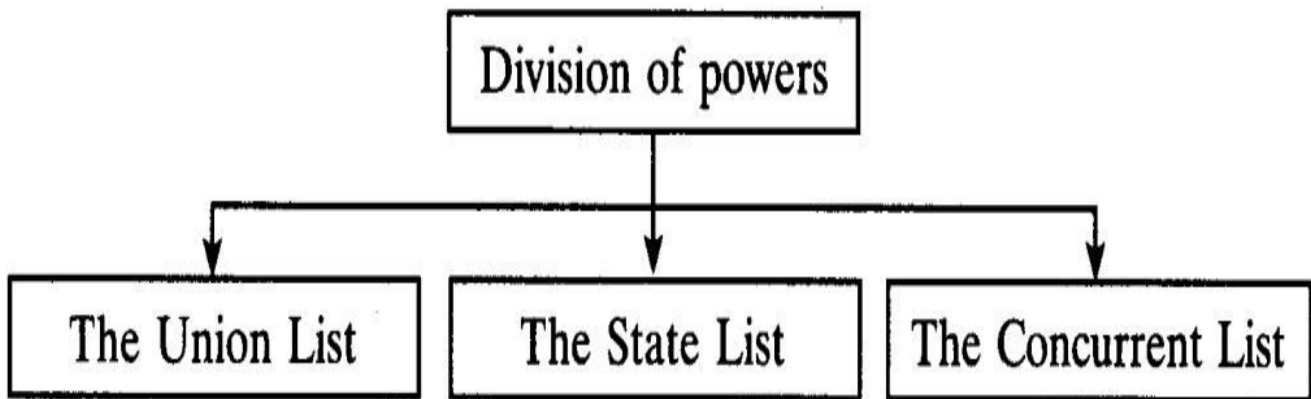 Division of powers
The Union List
The State List
The Concurrent List